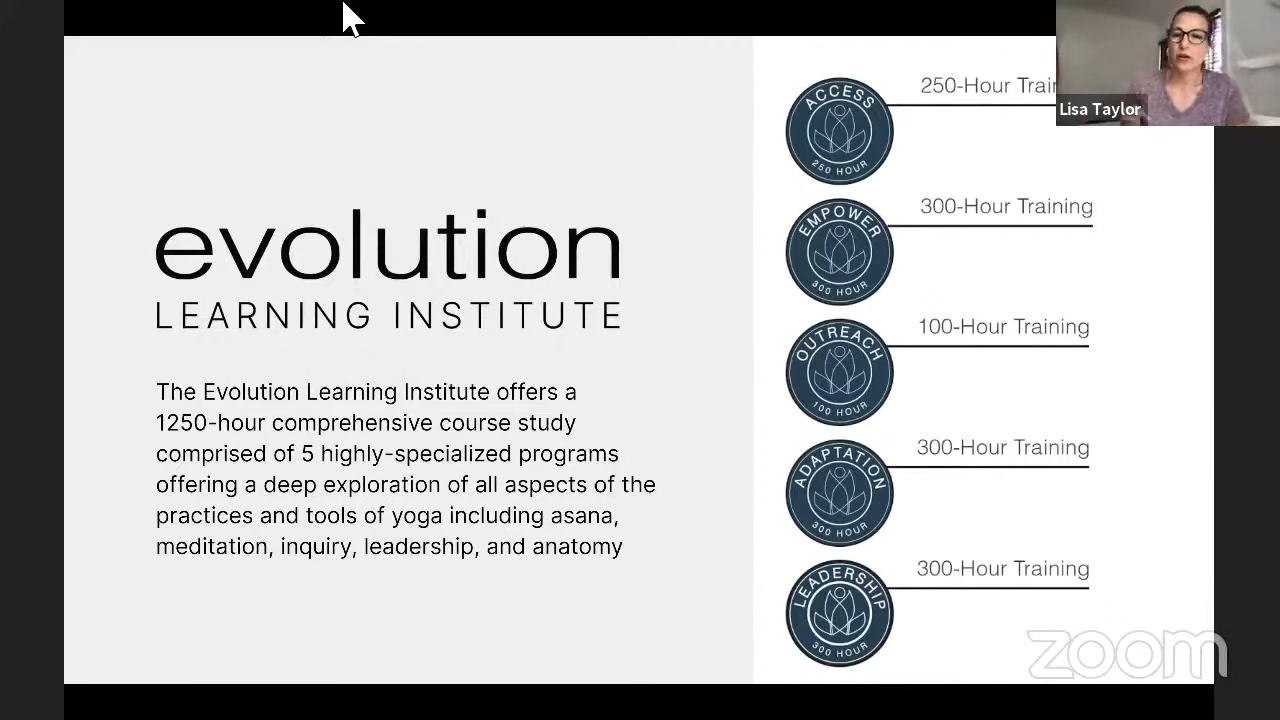 evolution
LEARNING INSTITUTE
The Evolution Learning Institute offers a
1250-hour comprehensive course study
comprised of 5 highly-specialized programs
offering a deep exploration of all aspects of the
practices and tools of yoga including asana,
meditation, inquiry, leadership, and anatomy
ACCESS
250 HOUR
250-Hour
Lisa Taylor
EMPOWER
300 HOUR
300-Hour Training
OUTREACH
100 HOUR
100-Hour Training
ADAPTATION
300 HOUR
300-Hour Training
LEADERSHIP
300 HOUR
300-Hour Training
zoom